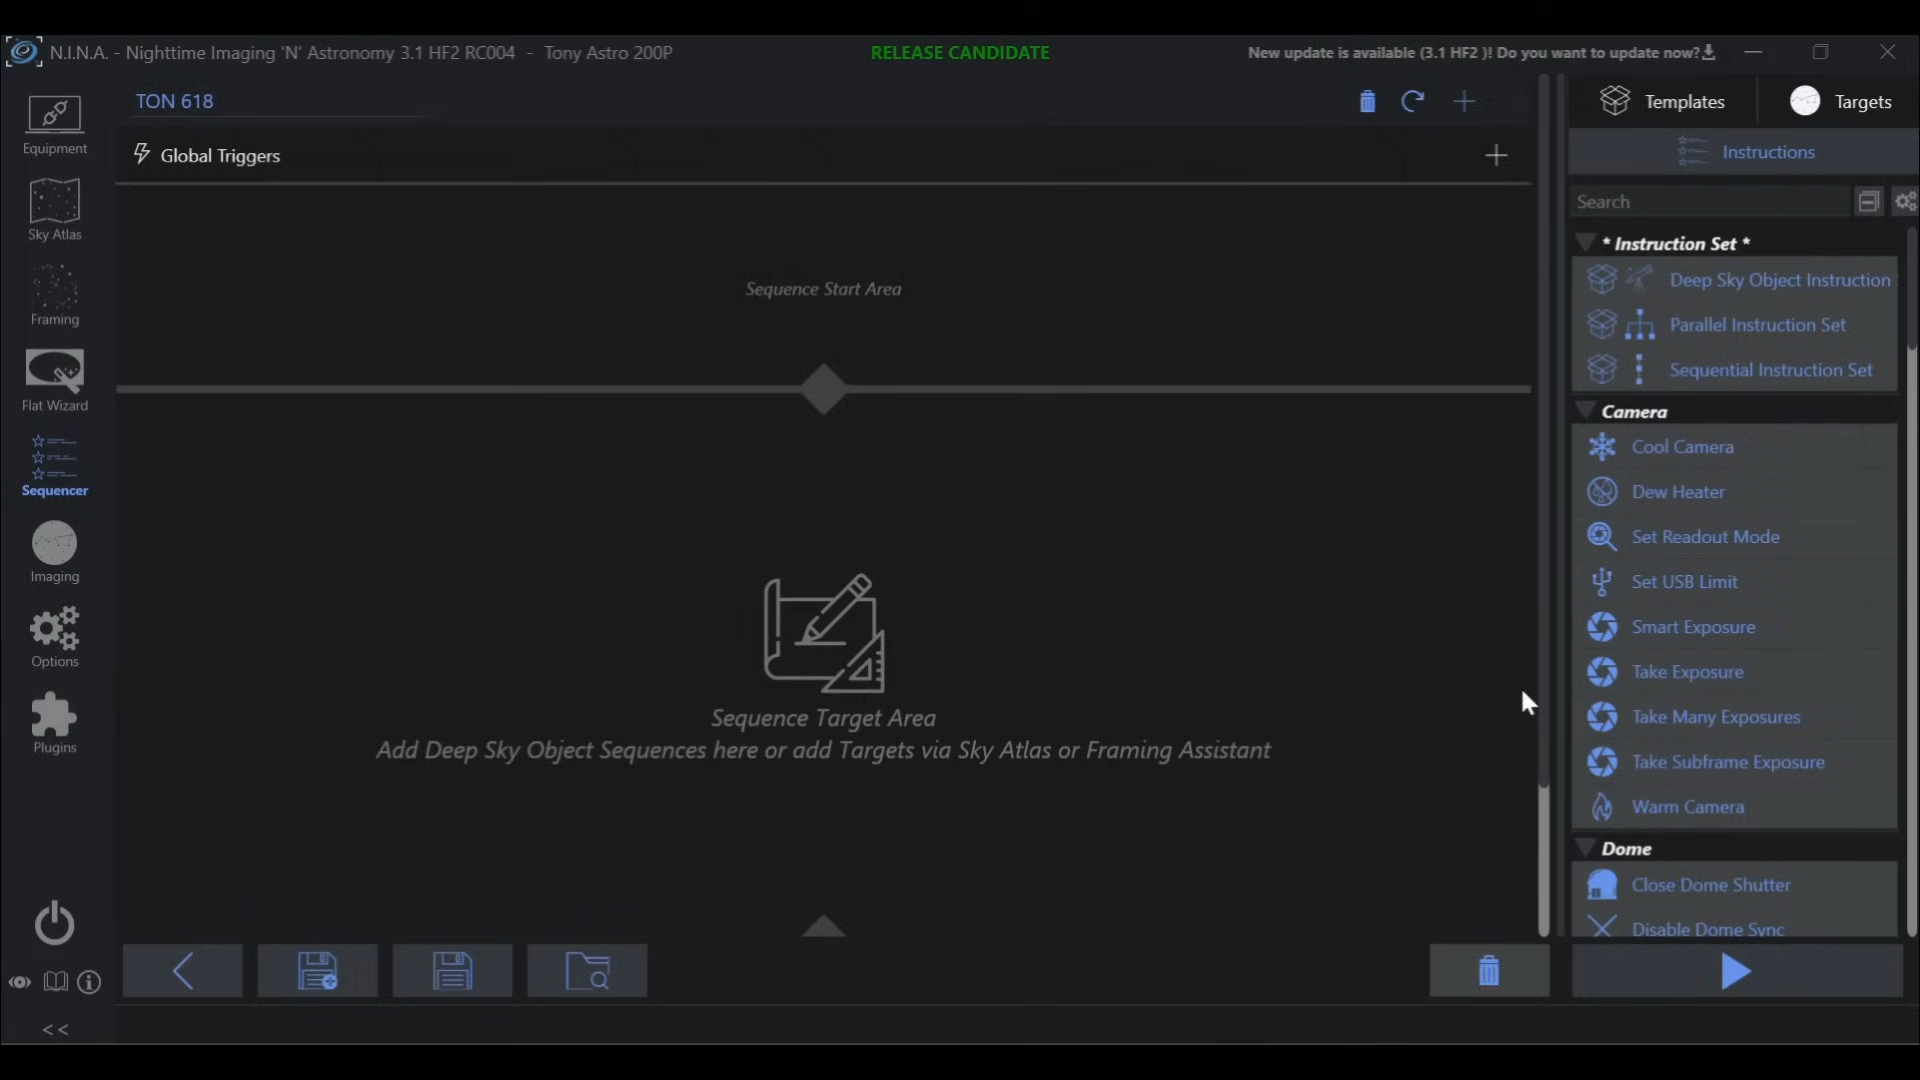 N.I.N.A. - Nighttime Imaging 'N' Astronomy 3.1 HF2 RC004 - Tony Astro 200P
RELEASE CANDIDATE
New update is available (3.1 HF2 )! Do you want to update now?
Equipment
Sky Atlas
Framing
Flat Wizard
Sequencer
Imaging
Options
Plugins
<<
TON 618
Global Triggers
Sequence Start Area
Sequence Target Area
Add Deep Sky Object Sequences here or add Targets via Sky Atlas or Framing Assistant
Templates
Targets
Instructions
Search
* Instruction Set *
Deep Sky Object Instruction
Parallel Instruction Set
Sequential Instruction Set
Camera
Cool Camera
Dew Heater
Set Readout Mode
Set USB Limit
Smart Exposure
Take Exposure
Take Many Exposures
Take Subframe Exposure
Warm Camera
Dome
Close Dome Shutter
Disable Dome Sync